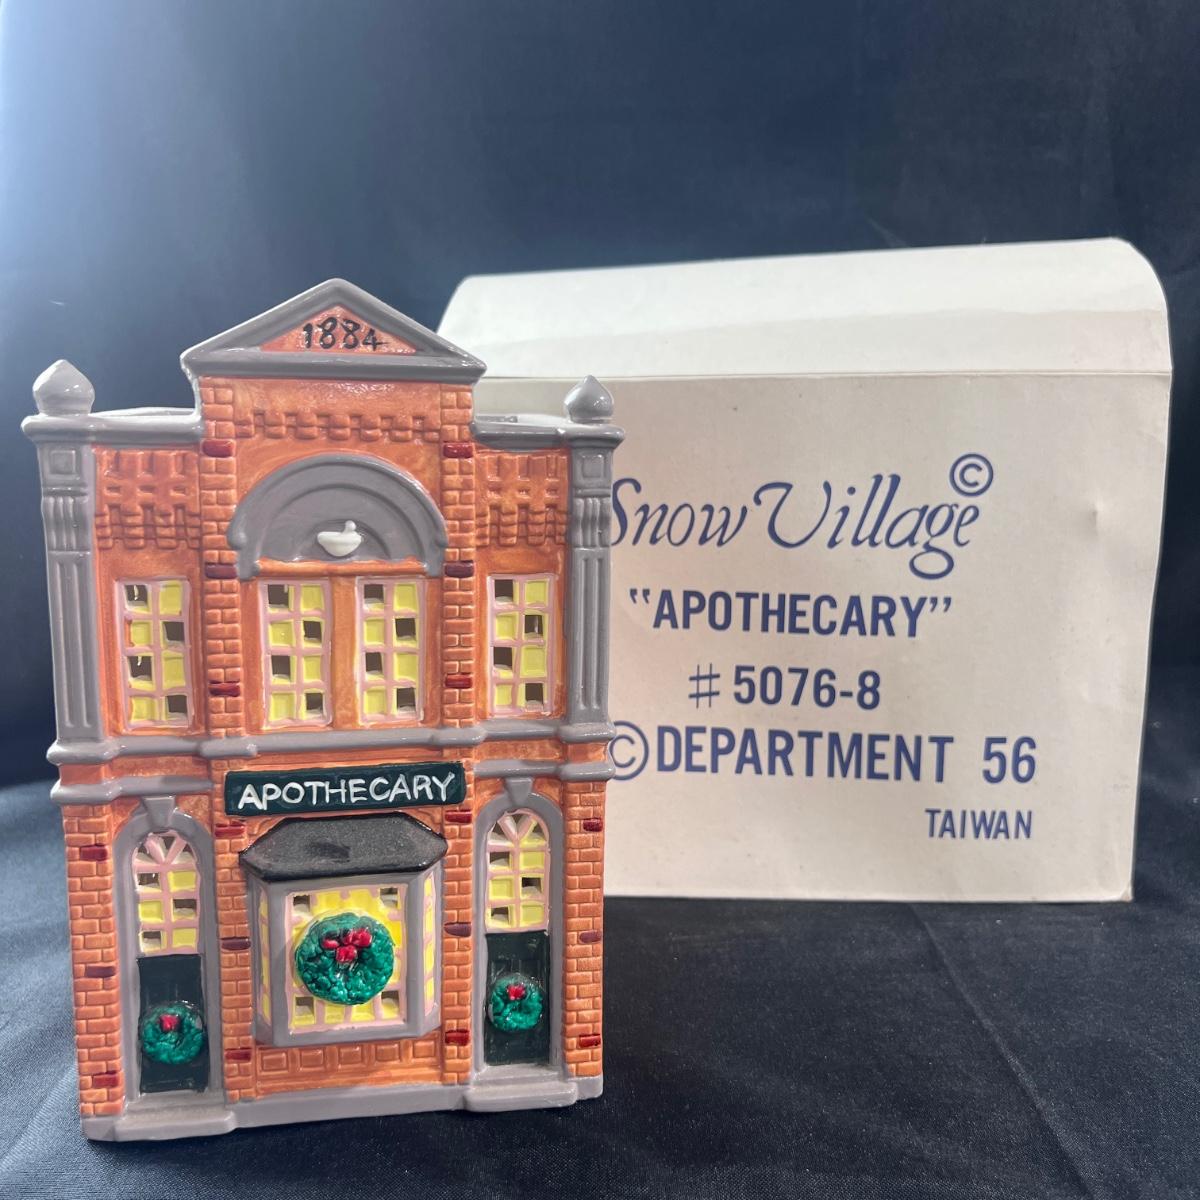 1884
APOTHECARY
Snow Village©
"APOTHECARY"
# 5076-8
©DEPARTMENT 56
TAIWAN